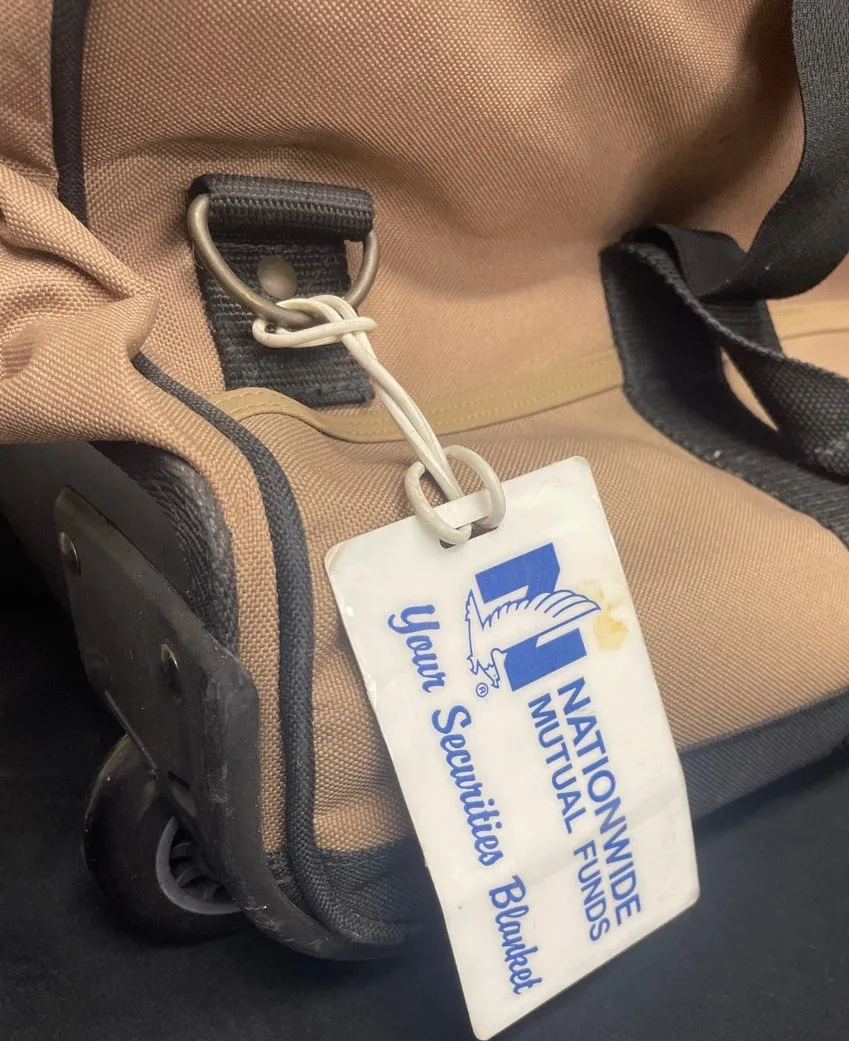 N
®
NATIONWIDE
MUTUAL FUNDS
Your Securities Blanket